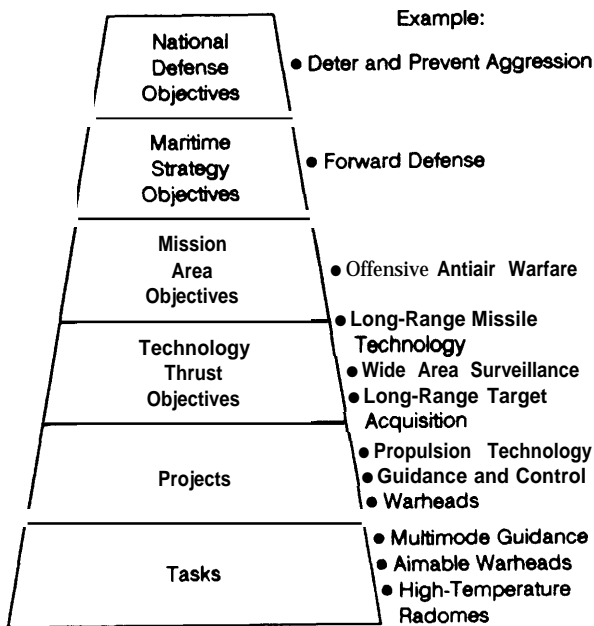 Example:
National
Defense
Objectives
● Deter and Prevent Aggression
Maritime
Strategy
Objectives
● Forward Defense
Mission
Area
Objectives
● Offensive Antiair Warfare
Technology
Thrust
Objectives
● Long-Range Missile
Technology
● Wide Area Surveillance
● Long-Range Target
Acquisition
Projects
● Propulsion Technology
● Guidance and Control
● Warheads
Tasks
● Multimode Guidance
● Aimable Warheads
● High-Temperature
Radomes